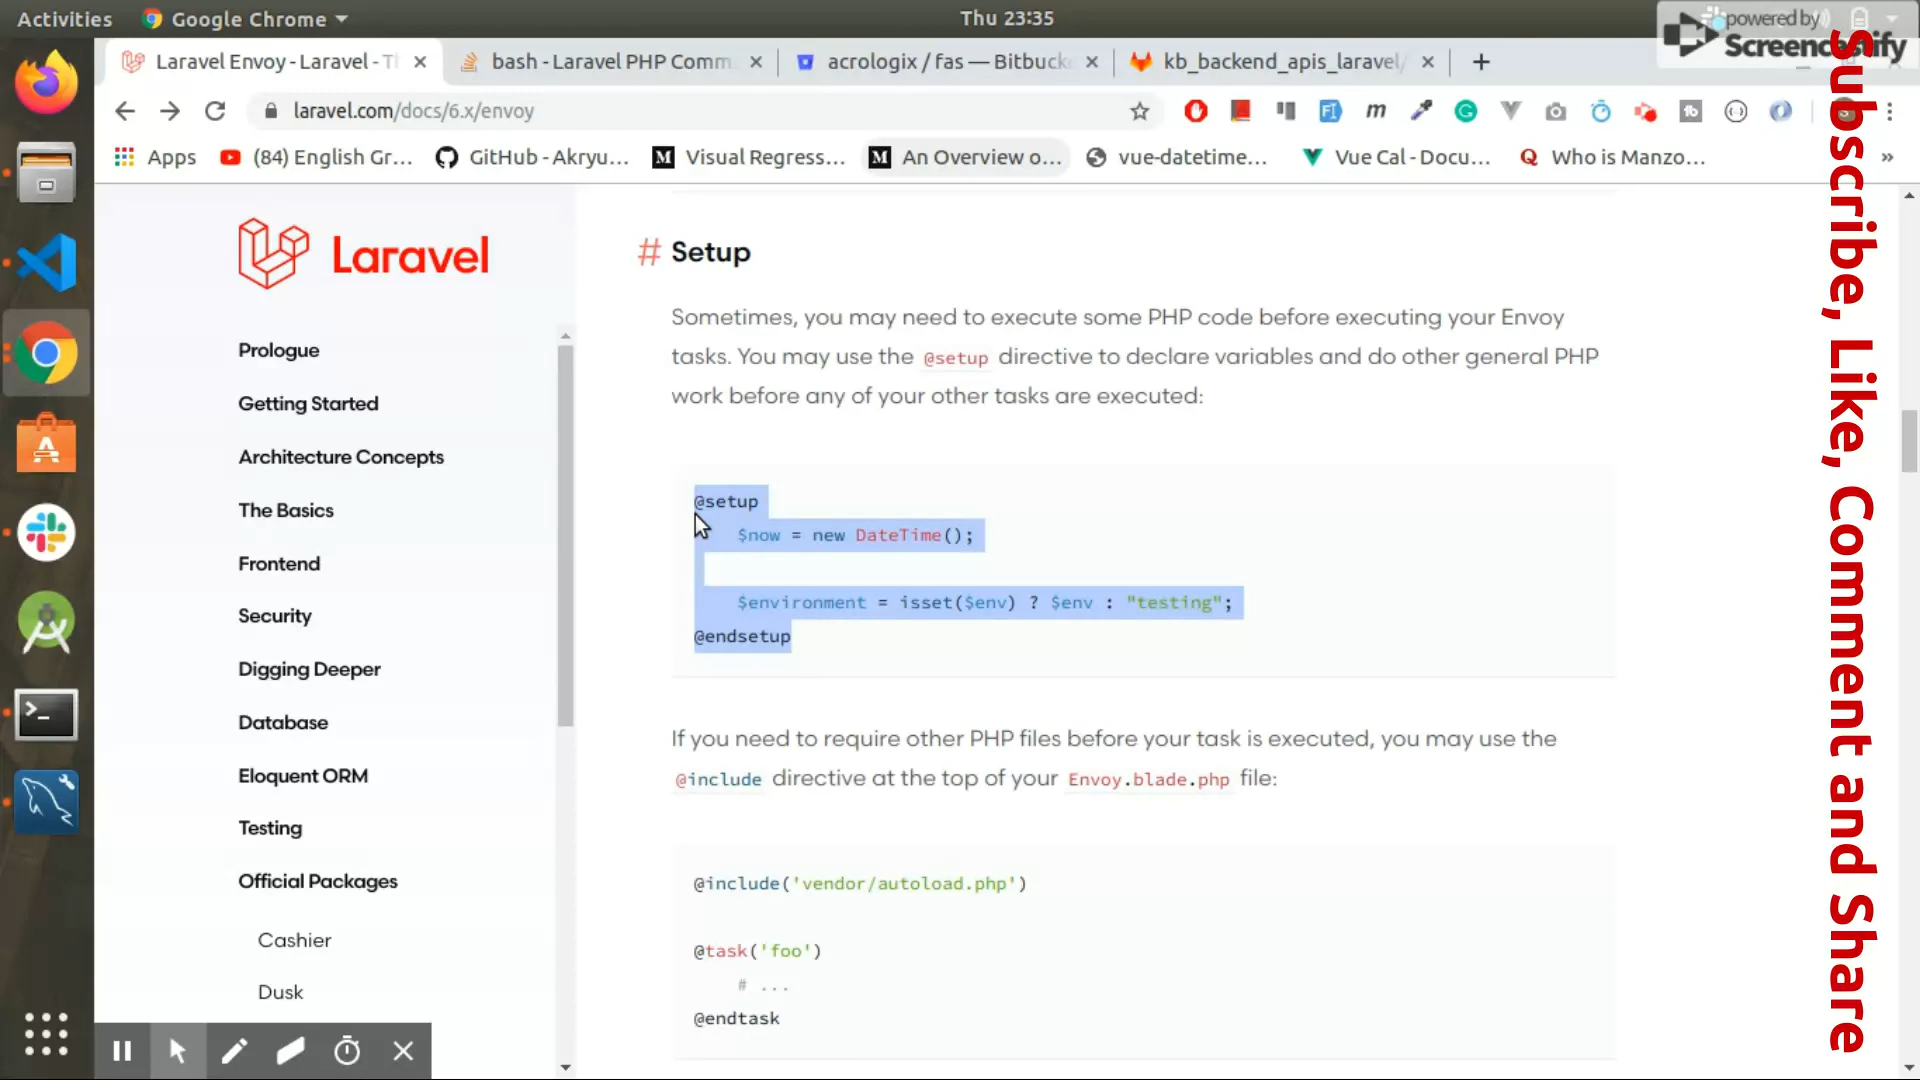 Activities
Google Chrome
Thu 23:35
powered by
Screencastify
Laravel Envoy - Laravel - T
bash - Laravel PHP Comm
acrologix / fas — Bitbuck
kb_backend_apis_laravel/
laravel.com/docs/6.x/envoy
Apps
(84) English Gr...
GitHub - Akryu...
Visual Regress...
An Overview o...
vue-datetime...
Vue Cal - Docu...
Who is Manzo...
»
Laravel
Prologue
Getting Started
Architecture Concepts
The Basics
Frontend
Security
Digging Deeper
Database
Eloquent ORM
Testing
Official Packages
Cashier
Dusk
# Setup
Sometimes, you may need to execute some PHP code before executing your Envoy
tasks. You may use the @setup directive to declare variables and do other general PHP
work before any of your other tasks are executed:
@setup
$now = new DateTime();
$environment = isset($env) ? $env : "testing";
@endsetup
If you need to require other PHP files before your task is executed, you may use the
@include directive at the top of your Envoy.blade.php file:
@include('vendor/autoload.php')
@task('foo')
# ...
@endtask
Subscribe, Like, Comment and Share